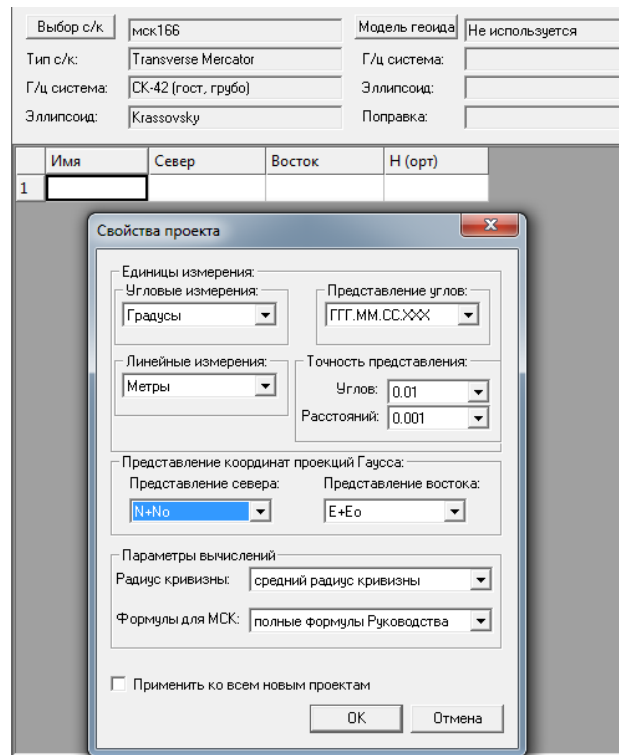 Выбор с/к мск166 Модель геоида Не используется
Тип с/к: Transverse Mercator Г/ц система:
Г/ц система: СК-42 (гост, грубо) Эллипсоид:
Эллипсоид: Krassovsky Поправка:
Имя Север Восток Н (орт)
1
Свойства проекта
Единицы измерения:
Угловые измерения: Представление углов:
Градусы ГГГ.ММ.СС.XXX
Линейные измерения: Точность представления:
Метры Углов: 0.01
Расстояний: 0.001
Представление координат проекций Гаусса:
Представление севера: Представление востока:
N+No E+Eo
Параметры вычислений
Радиус кривизны: средний радиус кривизны
Формулы для МСК: полные формулы Руководства
Применить ко всем новым проектам
OK Отмена